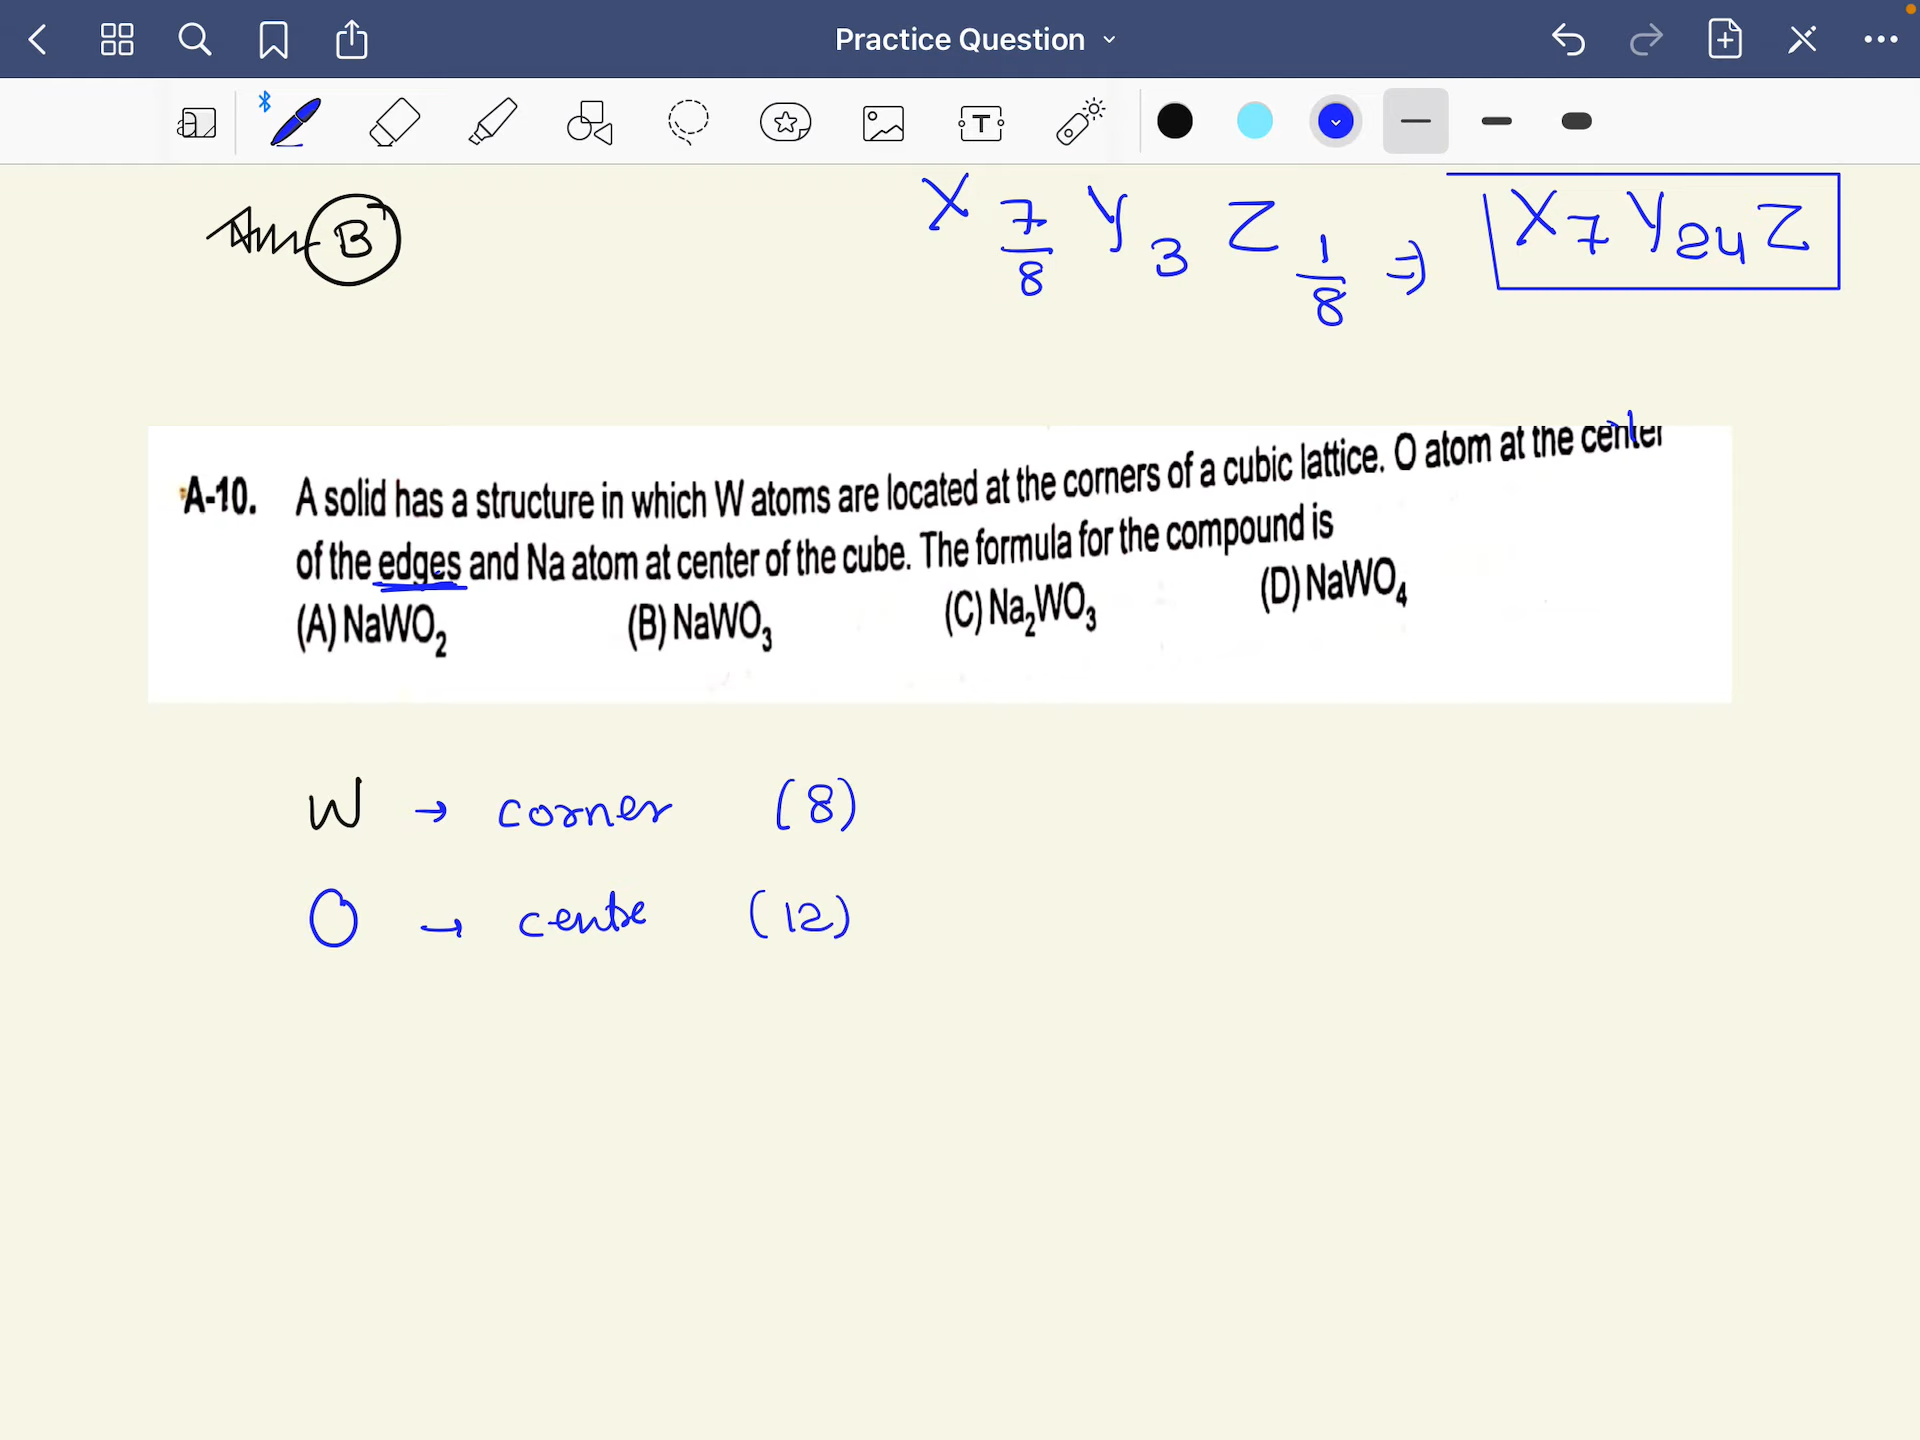 Practice Question
Ans B
X 7/8 Y 3 Z 1/8 ⇒ X7 Y24 Z
A-10. A solid has a structure in which W atoms are located at the corners of a cubic lattice. O atom at the center
of the edges and Na atom at center of the cube. The formula for the compound is
(A) NaWO₂ (B) NaWO₃ (C) Na₂WO₃ (D) NaWO₄
W → corner (8)
O → centre (12)